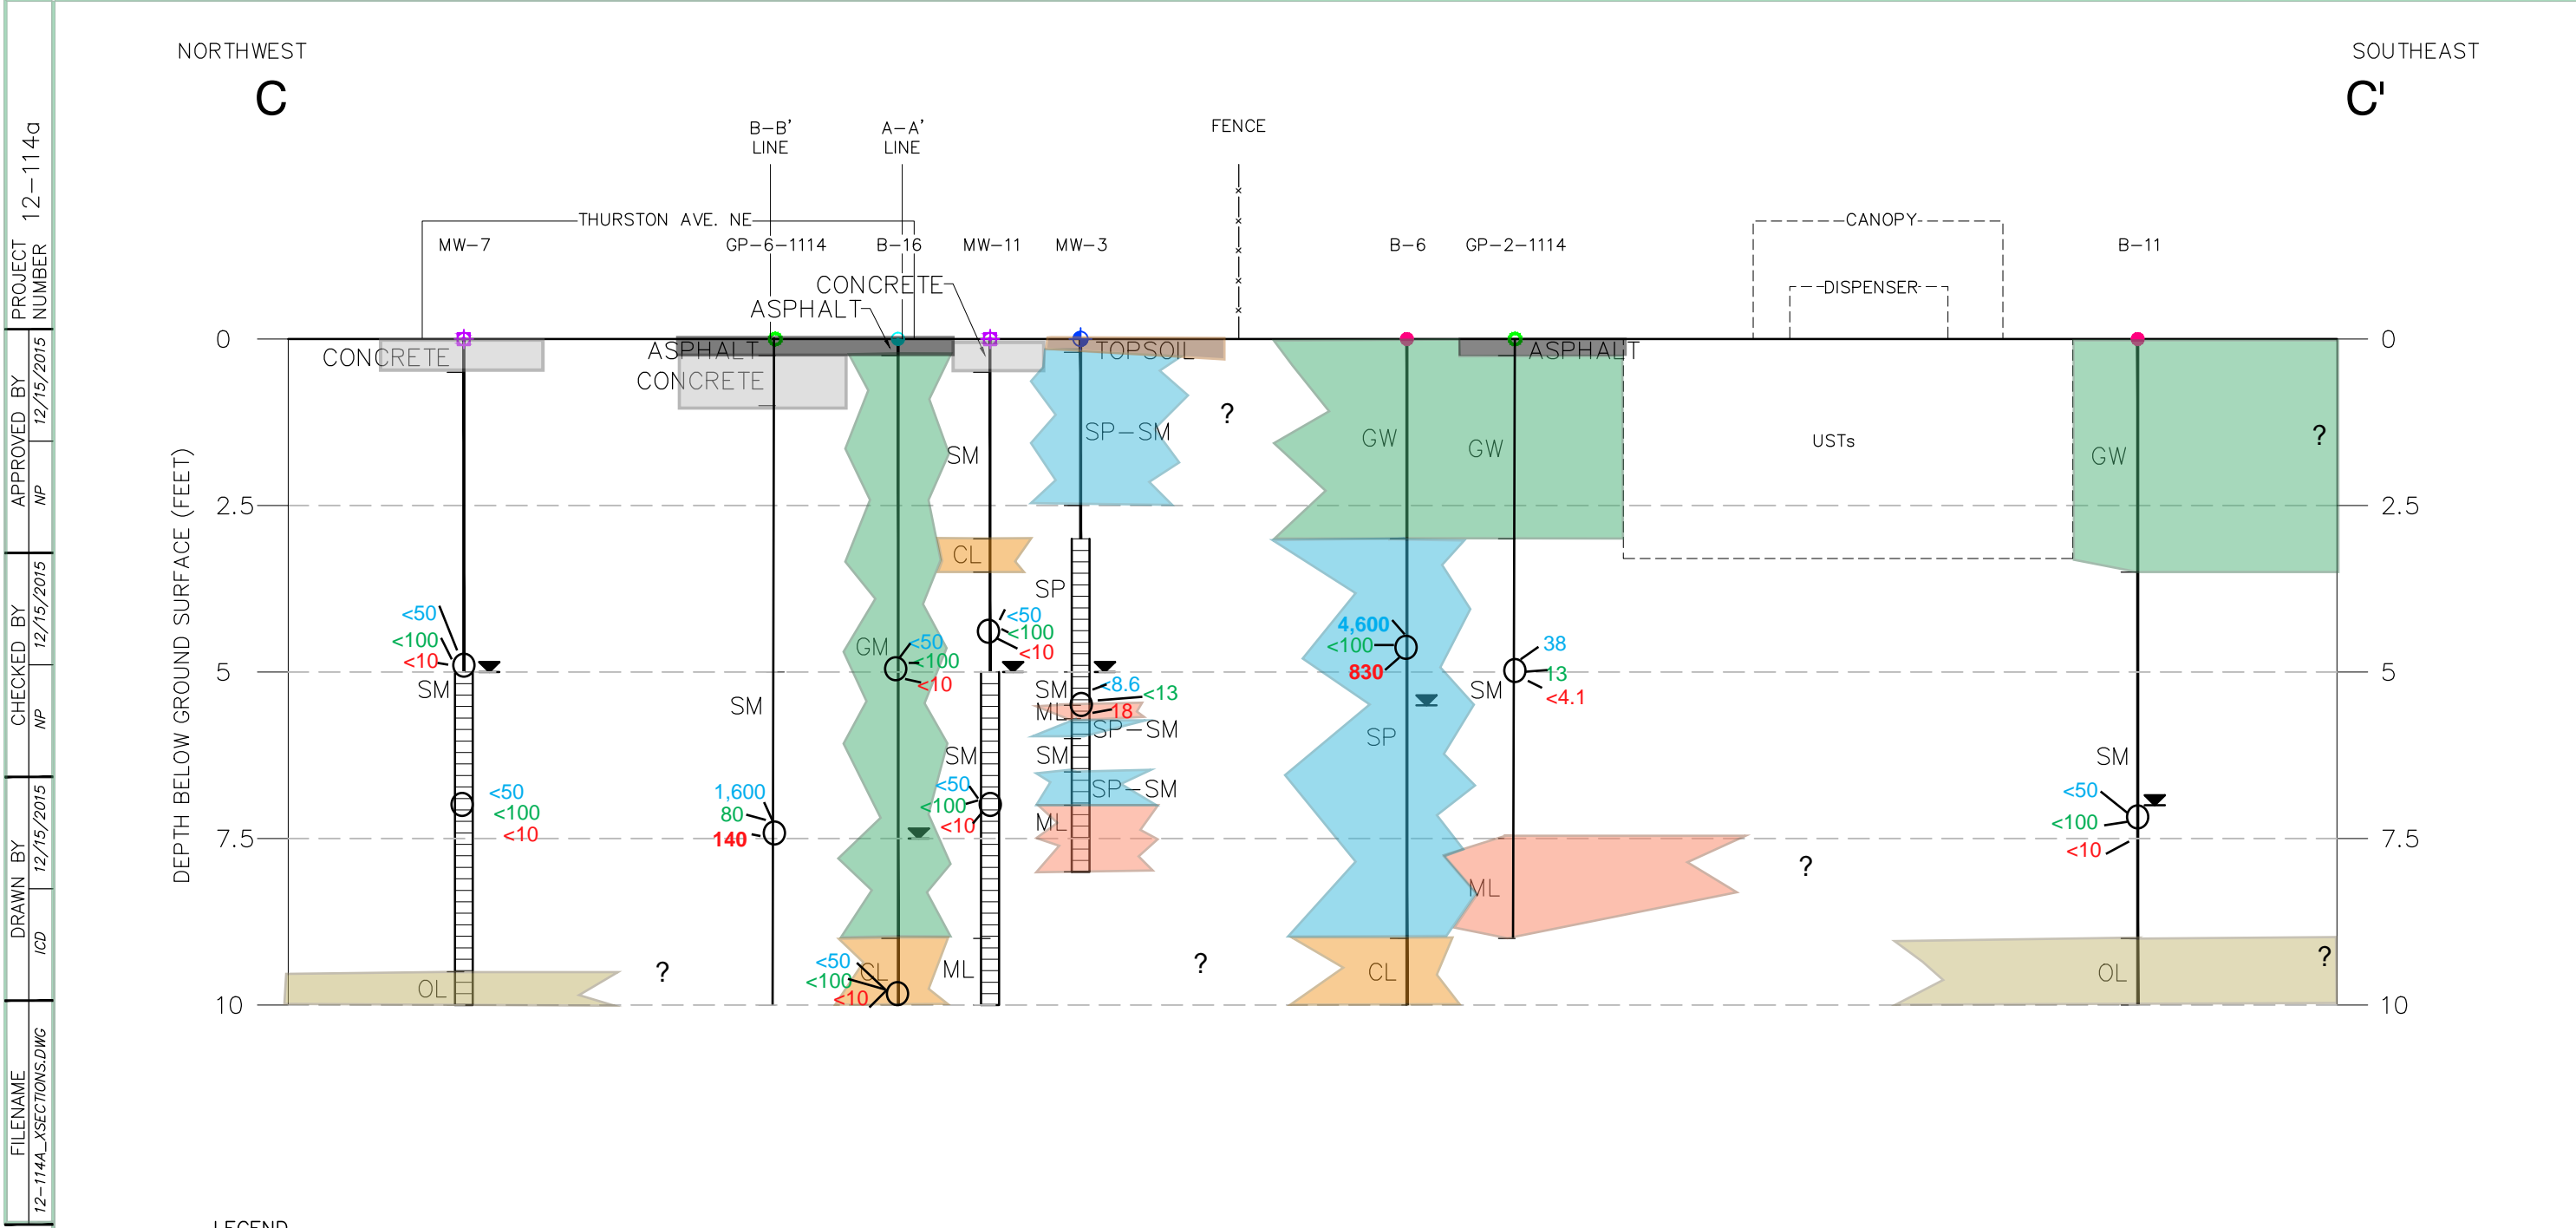 NORTHWEST
SOUTHEAST
C
C'
B-B'
LINE
A-A'
LINE
FENCE
THURSTON AVE. NE
CANOPY
MW-7
GP-6-1114
B-16
MW-11
MW-3
B-6
GP-2-1114
B-11
CONCRETE
ASPHALT
DISPENSER
0
0
CONCRETE
ASPHALT
CONCRETE
TOPSOIL
ASPHALT
?
SP-SM
SM
GW
GW
USTs
GW
?
2.5
2.5
DEPTH BELOW GROUND SURFACE (FEET)
CL
SP
<50
<100
<10
<50
<100
<10
GM
<50
<100
<10
4,600
<100
830
38
13
<4.1
5
5
SM
SM
SM
<8.6
<13
18
ML
SP-SM
SM
SP
SM
SM
SM
SP-SM
ML
<50
<100
<10
1,600
80
140
<50
<100
<10
<50
<100
<10
7.5
7.5
ML
?
OL
?
<50
<100
<10
CL
ML
?
CL
OL
?
10
10
LEGEND
PROJECT
NUMBER
12-114a
APPROVED BY
NP
12/15/2015
CHECKED BY
NP
12/15/2015
DRAWN BY
ICD
12/15/2015
FILENAME
12-114A_XSECTIONS.DWG